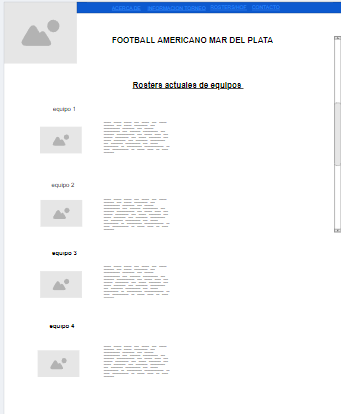 ACERCA DE INFORMACION TORNEO ROSTERSHOP CONTACTO
FOOTBALL AMERICANO MAR DEL PLATA
Rosters actuales de equipos
equipo 1
equipo 2
equipo 3
equipo 4